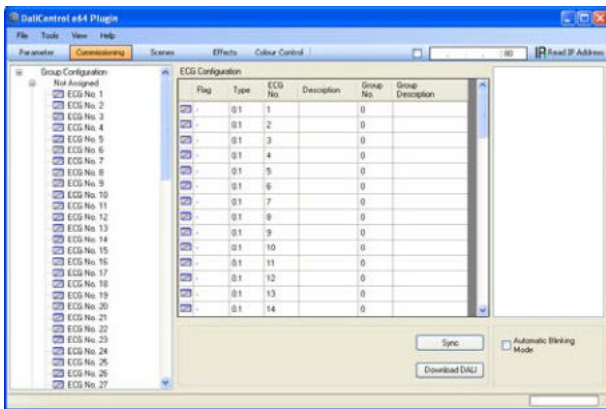 DaliControl e64 Plugin
File Tools View Help
Parameter Commissioning Scenes Effects Colour Control : 80 IP Read IP Address
Group Configuration
Not Assigned
ECG No. 1
ECG No. 2
ECG No. 3
ECG No. 4
ECG No. 5
ECG No. 6
ECG No. 7
ECG No. 8
ECG No. 9
ECG No. 10
ECG No. 11
ECG No. 12
ECG No. 13
ECG No. 14
ECG No. 15
ECG No. 16
ECG No. 17
ECG No. 18
ECG No. 19
ECG No. 20
ECG No. 21
ECG No. 22
ECG No. 23
ECG No. 24
ECG No. 25
ECG No. 26
ECG No. 27
ECG Configuration
Flag Type ECG No. Description Group No. Group Description
- 0.1 1 0
- 0.1 2 0
- 0.1 3 0
- 0.1 4 0
- 0.1 5 0
- 0.1 6 0
- 0.1 7 0
- 0.1 8 0
- 0.1 9 0
- 0.1 10 0
- 0.1 11 0
- 0.1 12 0
- 0.1 13 0
- 0.1 14 0
Sync
Download DALI
Automatic Blinking
Mode